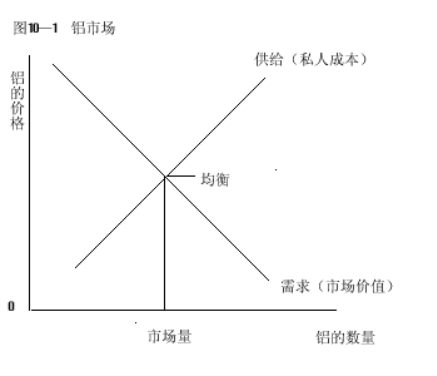 图10—1 铝市场
供给（私人成本）
铝的价格
均衡
需求（市场价值）
0
市场量
铝的数量